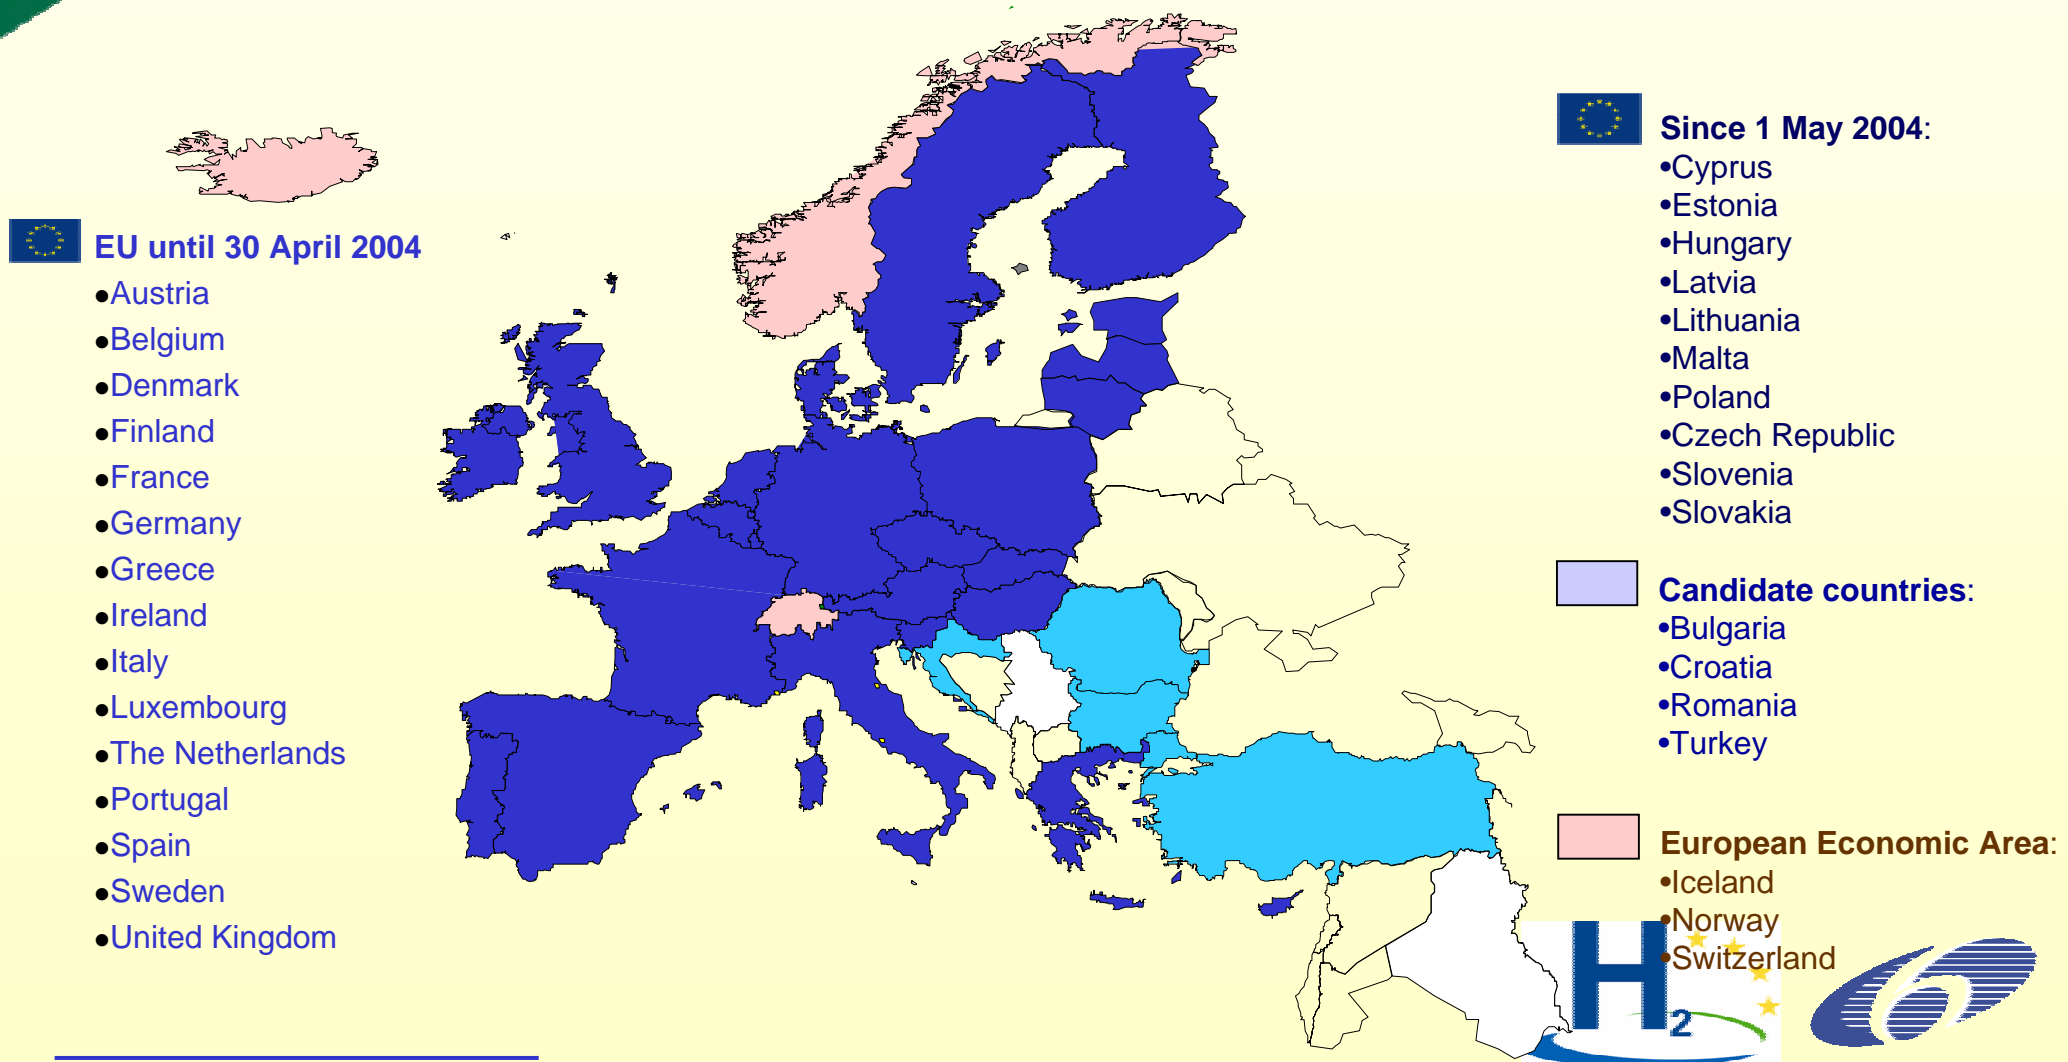 EU until 30 April 2004
•Austria
•Belgium
•Denmark
•Finland
•France
•Germany
•Greece
•Ireland
•Italy
•Luxembourg
•The Netherlands
•Portugal
•Spain
•Sweden
•United Kingdom
Since 1 May 2004:
•Cyprus
•Estonia
•Hungary
•Latvia
•Lithuania
•Malta
•Poland
•Czech Republic
•Slovenia
•Slovakia
Candidate countries:
•Bulgaria
•Croatia
•Romania
•Turkey
European Economic Area:
•Iceland
•Norway
•Switzerland
H2
6